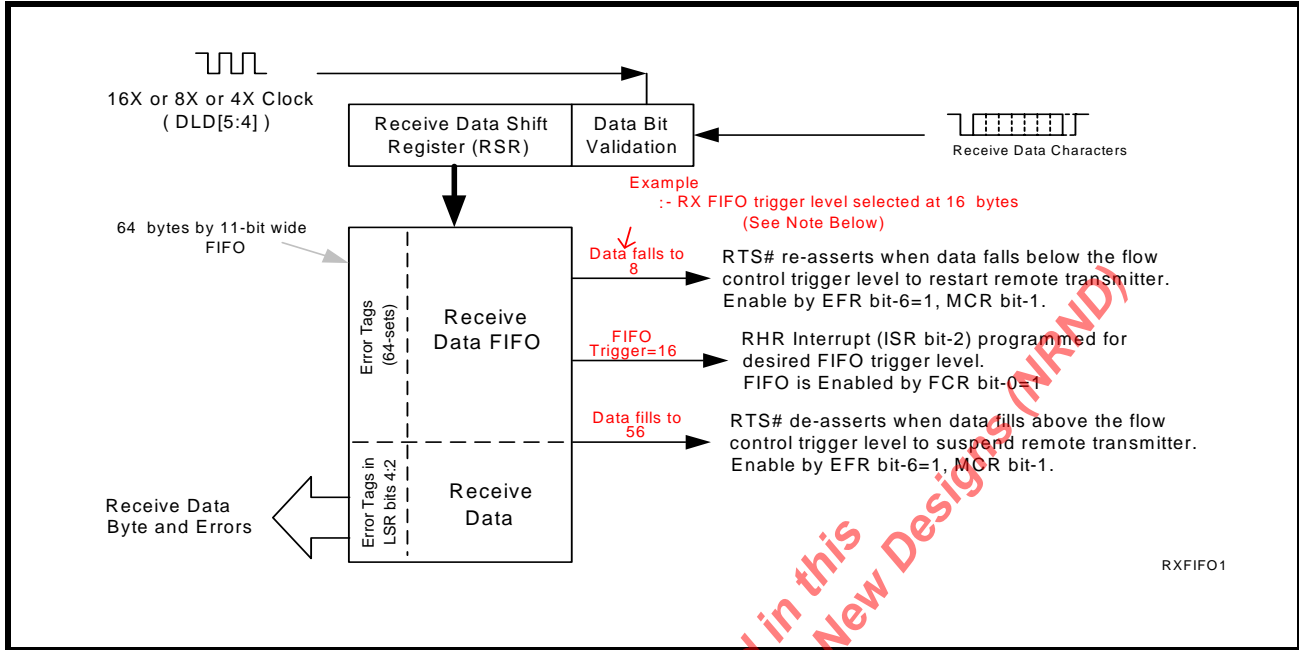 16X or 8X or 4X Clock
( DLD[5:4] )
Receive Data Shift
Register (RSR)
Data Bit
Validation
Receive Data Characters
Example
:- RX FIFO trigger level selected at 16 bytes
(See Note Below)
64 bytes by 11-bit wide
FIFO
Data falls to
8
RTS# re-asserts when data falls below the flow
control trigger level to restart remote transmitter.
Enable by EFR bit-6=1, MCR bit-1.
Error Tags
(64-sets)
Receive
Data FIFO
FIFO
Trigger=16
RHR Interrupt (ISR bit-2) programmed for
desired FIFO trigger level.
FIFO is Enabled by FCR bit-0=1
Data fills to
56
RTS# de-asserts when data fills above the flow
control trigger level to suspend remote transmitter.
Enable by EFR bit-6=1, MCR bit-1.
Error Tags in
LSR bits 4:2
Receive
Data
Receive Data
Byte and Errors
RXFIFO1
in this
New Designs (NRND)